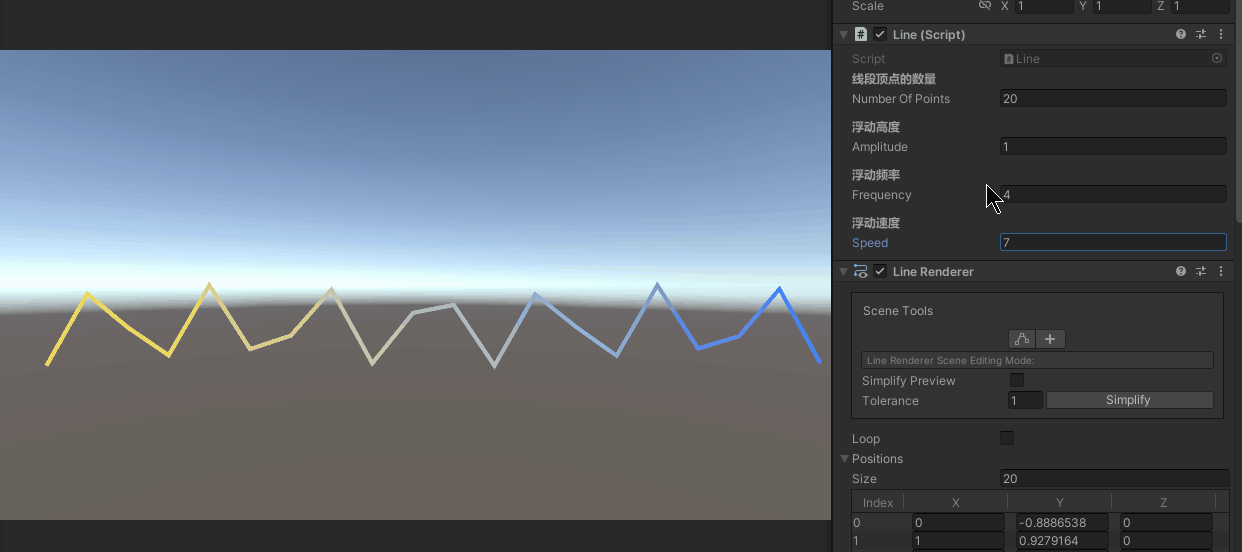 Scale X 1 Y 1 Z 1
# Line (Script)
Script Line
线段顶点的数量
Number Of Points 20
浮动高度
Amplitude 1
浮动频率
Frequency 4
浮动速度
Speed 7
Line Renderer
Scene Tools
Line Renderer Scene Editing Mode:
Simplify Preview
Tolerance 1 Simplify
Loop
Positions
Size 20
Index X Y Z
0 0 -0.8886538 0
1 1 0.9279164 0